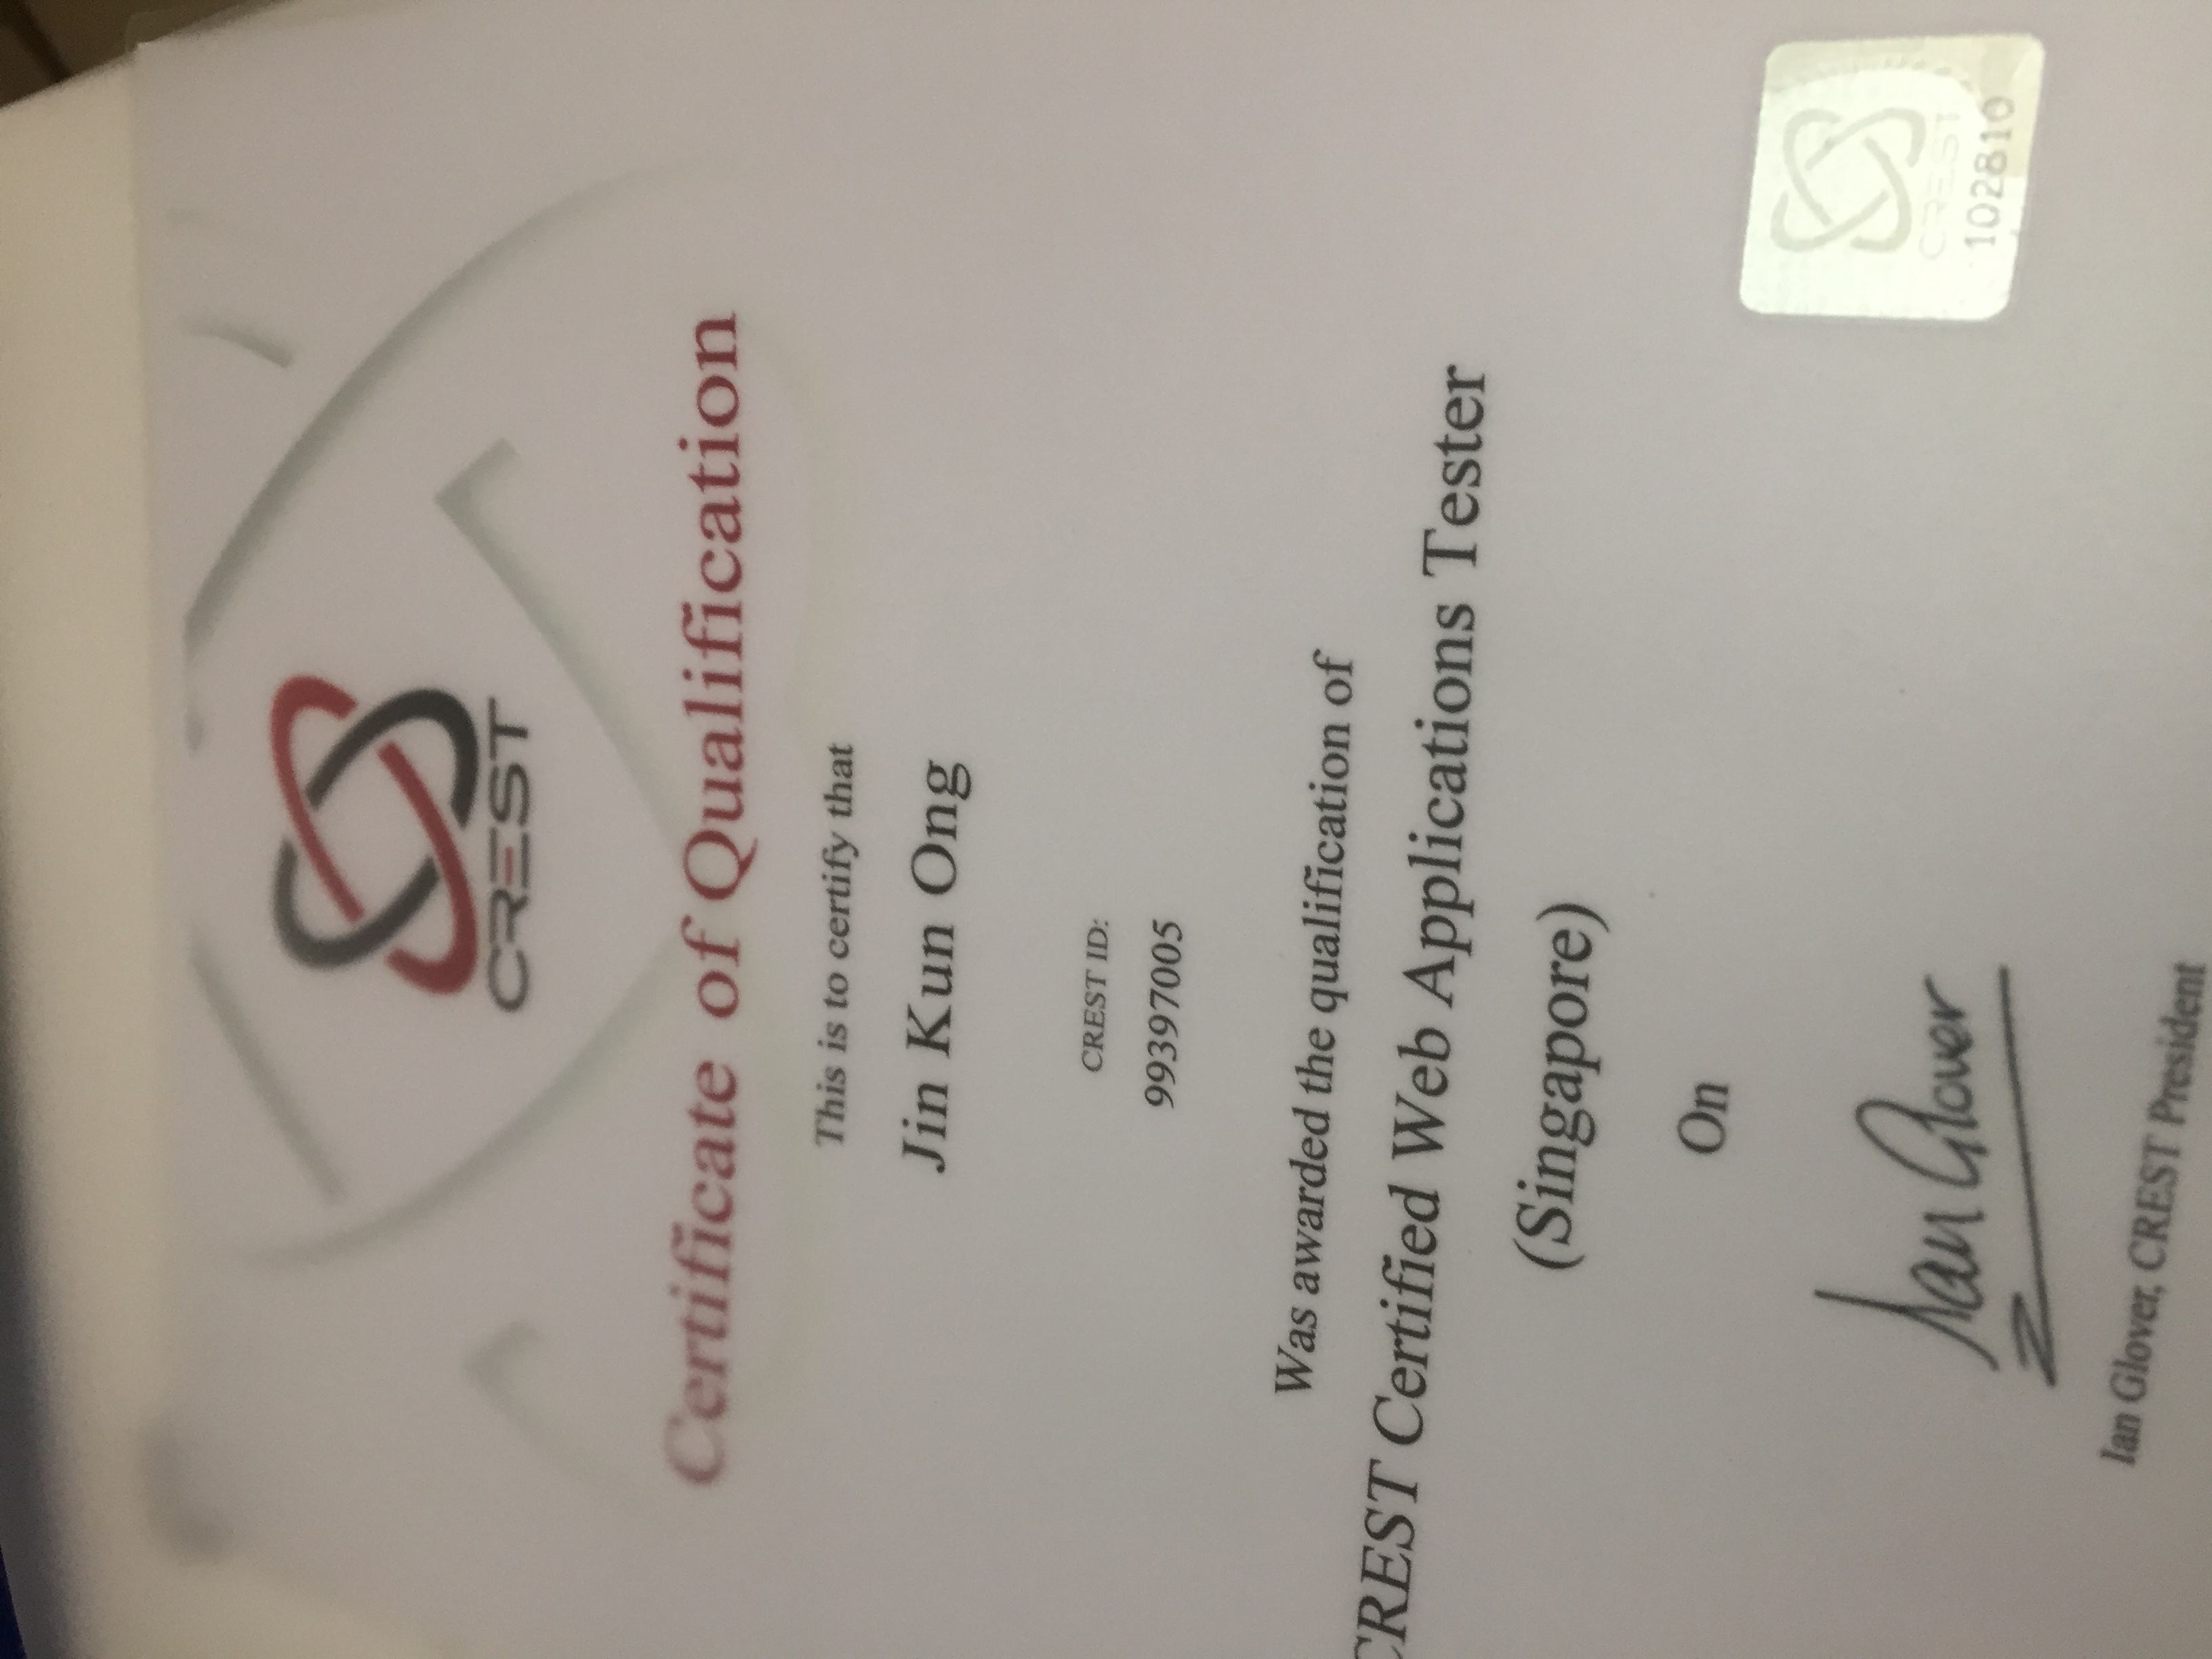 CREST
Certificate of Qualification
This is to certify that
Jin Kun Ong
CREST ID:
99397005
Was awarded the qualification of
CREST Certified Web Applications Tester
(Singapore)
On
Ian Glover
CREST
102810
Ian Glover, CREST President